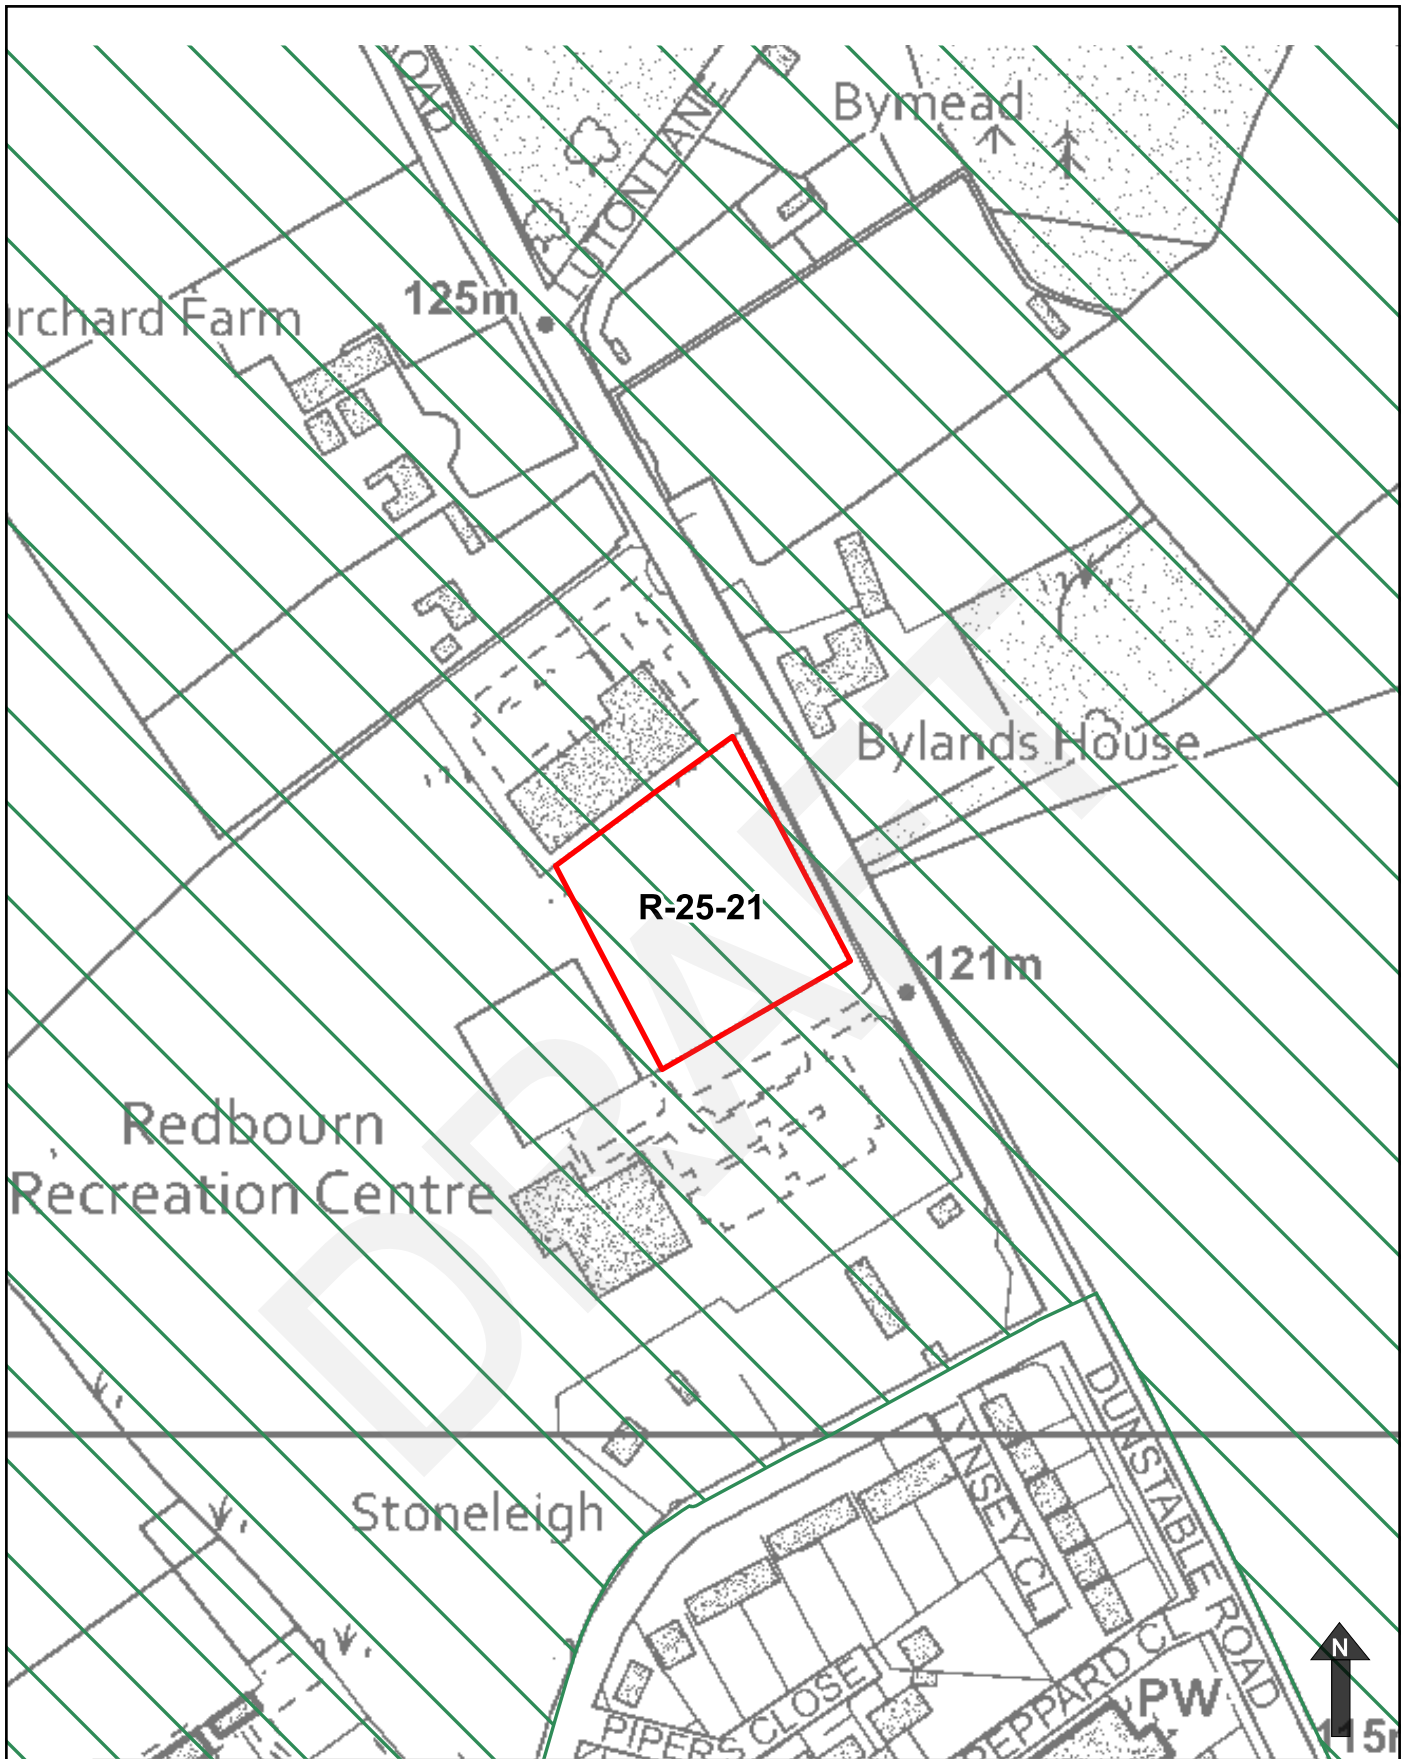 OAD
LUTON LANE
Bymead
125m
rchard Farm
Bylands House
R-25-21
121m
Redbourn
Recreation Centre
DRAFT
Stoneleigh
DUNSTABLE ROAD
NSEY CL
PIPERS CLOSE
EPPARD CL
PW
N
115m